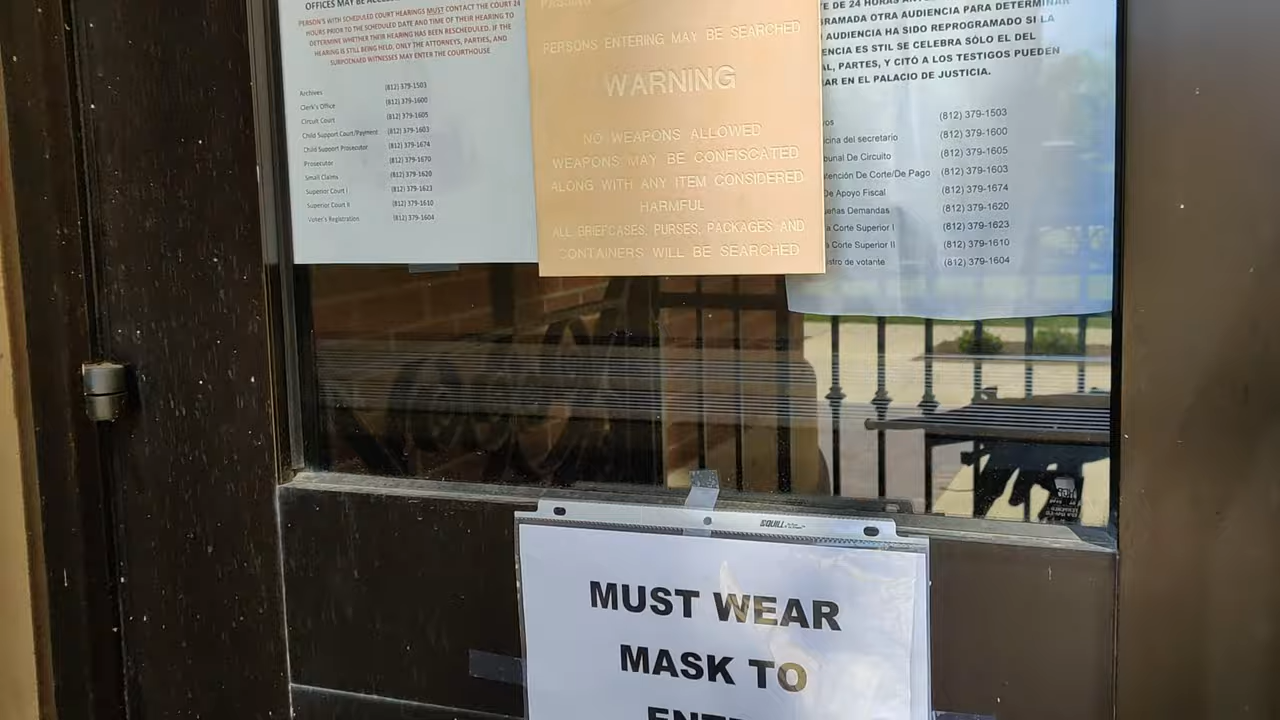 OFFICES MAY BE
PERSON'S WITH SCHEDULED COURT HEARINGS MUST CONTACT THE COURT 24
HOURS PRIOR TO THE SCHEDULED DATE AND TIME OF THEIR HEARING TO
DETERMINE WHETHER THEIR HEARING HAS BEEN RESCHEDULED. IF THE
HEARING IS STILL BEING HELD, ONLY THE ATTORNEYS, PARTIES, AND
SUBPOENAED WITNESSES MAY ENTER THE COURTHOUSE
Archives (812) 379-1503
Clerk's Office (812) 379-1600
Circuit Court (812) 379-1605
Child Support Court/Payment (812) 379-1603
Child Support Prosecutor (812) 379-1674
Prosecutor (812) 379-1670
Small Claims (812) 379-1620
Superior Court I (812) 379-1623
Superior Court II (812) 379-1610
Voter's Registration (812) 379-1604
PERSONS ENTERING MAY BE SEARCHED
WARNING
NO WEAPONS ALLOWED
WEAPONS MAY BE CONFISCATED
ALONG WITH ANY ITEM CONSIDERED
HARMFUL
ALL BRIEFCASES, PURSES, PACKAGES AND
CONTAINERS WILL BE SEARCHED
DE 24 HORAS
GRAMADA OTRA AUDIENCIA PARA DETERMINAR
AUDIENCIA HA SIDO REPROGRAMADO SI LA
ENCIA ES STIL SE CELEBRA SÓLO EL DEL
AL, PARTES, Y CITÓ A LOS TESTIGOS PUEDEN
AR EN EL PALACIO DE JUSTICIA.
os (812) 379-1503
cina del secretario (812) 379-1600
bunal De Circuito (812) 379-1605
tención De Corte/De Pago (812) 379-1603
De Apoyo Fiscal (812) 379-1674
eñas Demandas (812) 379-1620
a Corte Superior I (812) 379-1623
a Corte Superior II (812) 379-1610
istro de votante (812) 379-1604
QUILL
MUST WEAR
MASK TO
ENTER